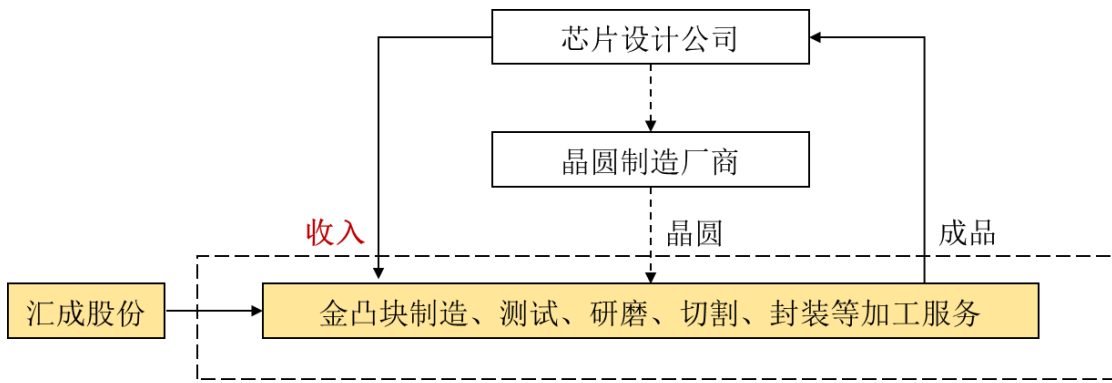 芯片设计公司
晶圆制造厂商
收入
晶圆
成品
汇成股份
金凸块制造、测试、研磨、切割、封装等加工服务